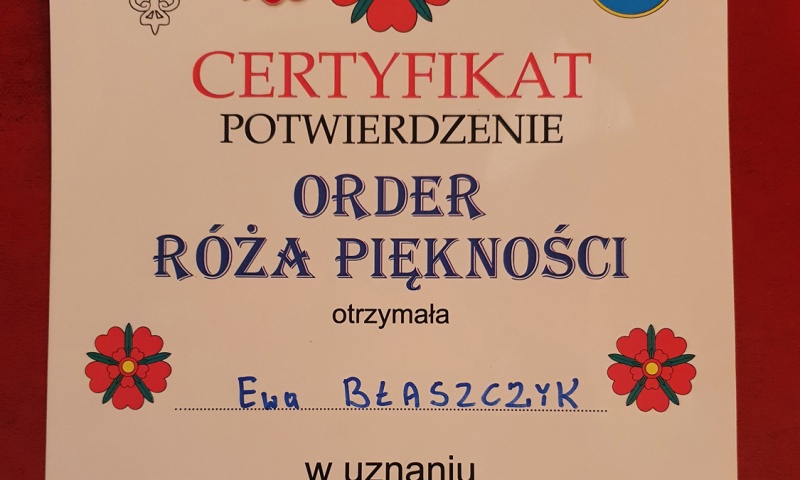 CERTYFIKAT
POTWIERDZENIE
ORDER
RÓŻA PIĘKNOŚCI
otrzymała
Ewa BŁASZCZYK
w uznaniu